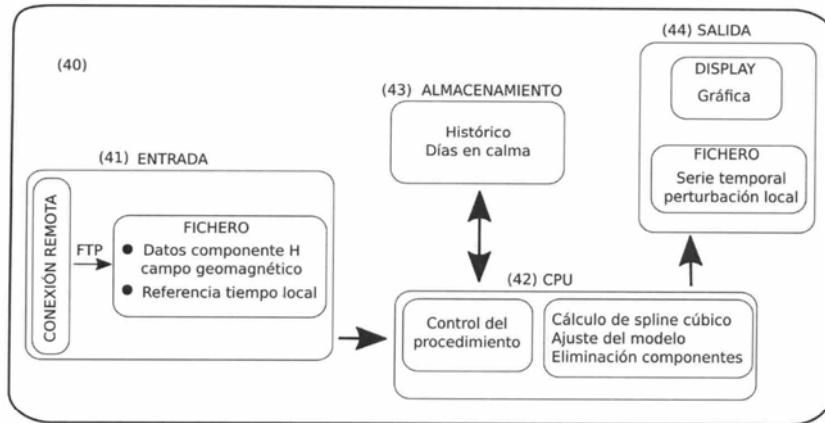 (40)
(41) ENTRADA
CONEXIÓN REMOTA
FTP
FICHERO
● Datos componente H
campo geomagnético
● Referencia tiempo local
(43) ALMACENAMIENTO
Histórico
Días en calma
(42) CPU
Control del
procedimiento
Cálculo de spline cúbico
Ajuste del modelo
Eliminación componentes
(44) SALIDA
DISPLAY
Gráfica
FICHERO
Serie temporal
perturbación local